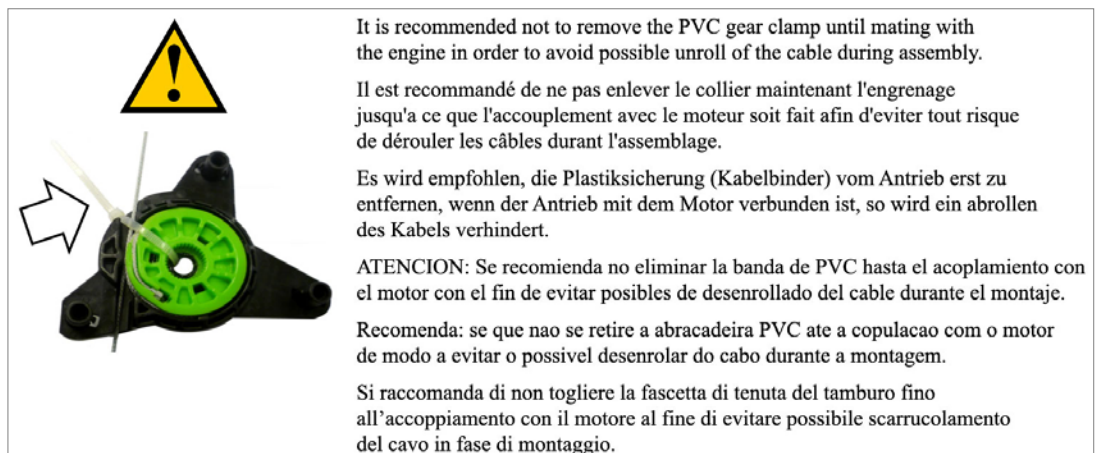 It is recommended not to remove the PVC gear clamp until mating with
the engine in order to avoid possible unroll of the cable during assembly.
Il est recommandé de ne pas enlever le collier maintenant l'engrenage
jusqu'a ce que l'accouplement avec le moteur soit fait afin d'eviter tout risque
de dérouler les câbles durant l'assemblage.
Es wird empfohlen, die Plastiksicherung (Kabelbinder) vom Antrieb erst zu
entfernen, wenn der Antrieb mit dem Motor verbunden ist, so wird ein abrollen
des Kabels verhindert.
ATENCION: Se recomienda no eliminar la banda de PVC hasta el acoplamiento con
el motor con el fin de evitar posibles de desenrollado del cable durante el montaje.
Recomenda: se que nao se retire a abracadeira PVC ate a copulacao com o motor
de modo a evitar o possivel desenrolar do cabo durante a montagem.
Si raccomanda di non togliere la fascetta di tenuta del tamburo fino
all'accoppiamento con il motore al fine di evitare possibile scarrucolamento
del cavo in fase di montaggio.